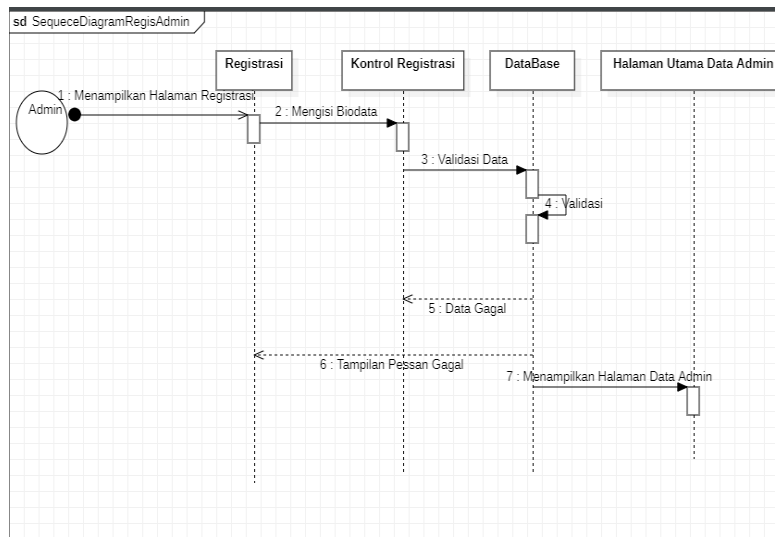 sd SequeceDiagramRegisAdmin
Registrasi
Kontrol Registrasi
DataBase
Halaman Utama Data Admin
Admin
1 : Menampilkan Halaman Registrasi
2 : Mengisi Biodata
3 : Validasi Data
4 : Validasi
5 : Data Gagal
6 : Tampilan Pessan Gagal
7 : Menampilkan Halaman Data Admin